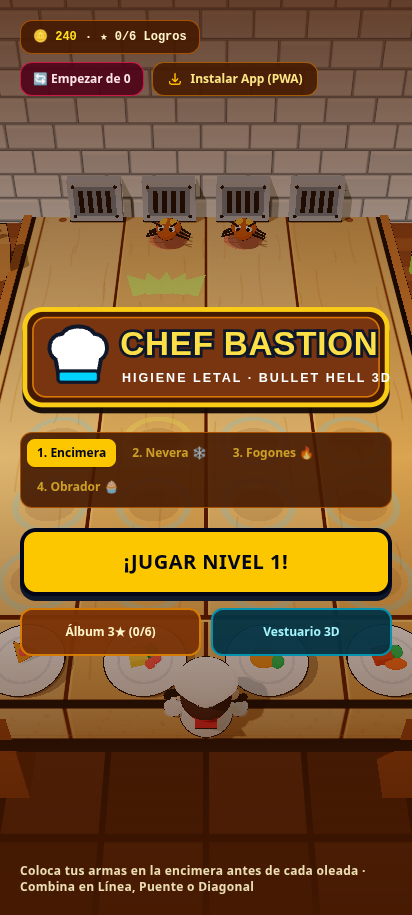 🪙 240 · ★ 0/6 Logros
🔄 Empezar de 0
Instalar App (PWA)
CHEF BASTION
HIGIENE LETAL · BULLET HELL 3D
1. Encimera
2. Nevera ❄️
3. Fogones 🔥
4. Obrador 🧁
¡JUGAR NIVEL 1!
Álbum 3★ (0/6)
Vestuario 3D
Coloca tus armas en la encimera antes de cada oleada ·
Combina en Línea, Puente o Diagonal